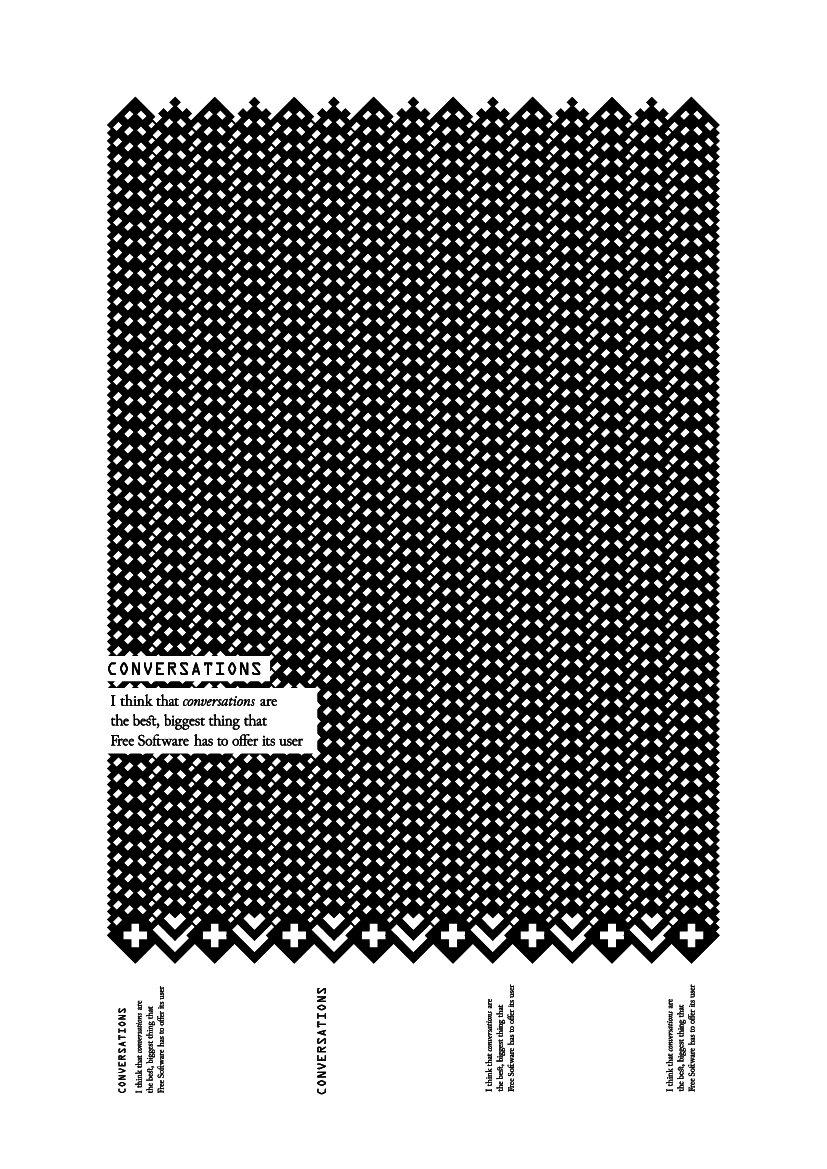 CONVERSATIONS
I think that conversations are
the best, biggest thing that
Free Software has to offer its user
CONVERSATIONS
I think that conversations are
the best, biggest thing that
Free Software has to offer its user
CONVERSATIONS
I think that conversations are
the best, biggest thing that
Free Software has to offer its user
I think that conversations are
the best, biggest thing that
Free Software has to offer its user